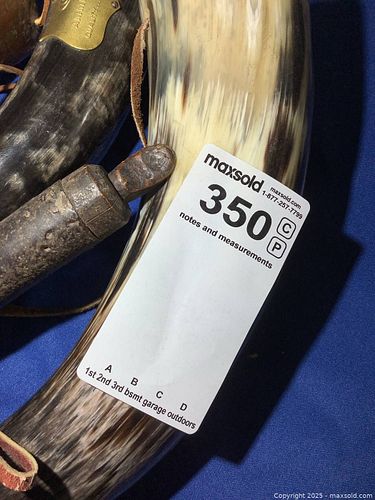 maxsold
maxsold.com
1-877-257-7799
350
C
P
notes and measurements
A B C D
1st 2nd 3rd bsmt garage outdoors
Copyright 2025 - maxsold.com